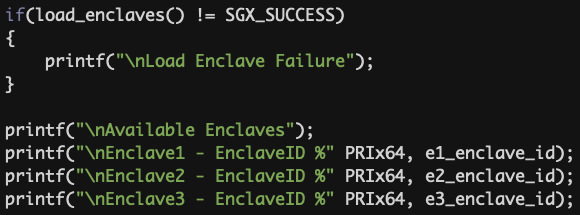 if(load_enclaves() != SGX_SUCCESS)
{
    printf("\nLoad Enclave Failure");
}

printf("\nAvailable Enclaves");
printf("\nEnclave1 - EnclaveID %" PRIx64, e1_enclave_id);
printf("\nEnclave2 - EnclaveID %" PRIx64, e2_enclave_id);
printf("\nEnclave3 - EnclaveID %" PRIx64, e3_enclave_id);